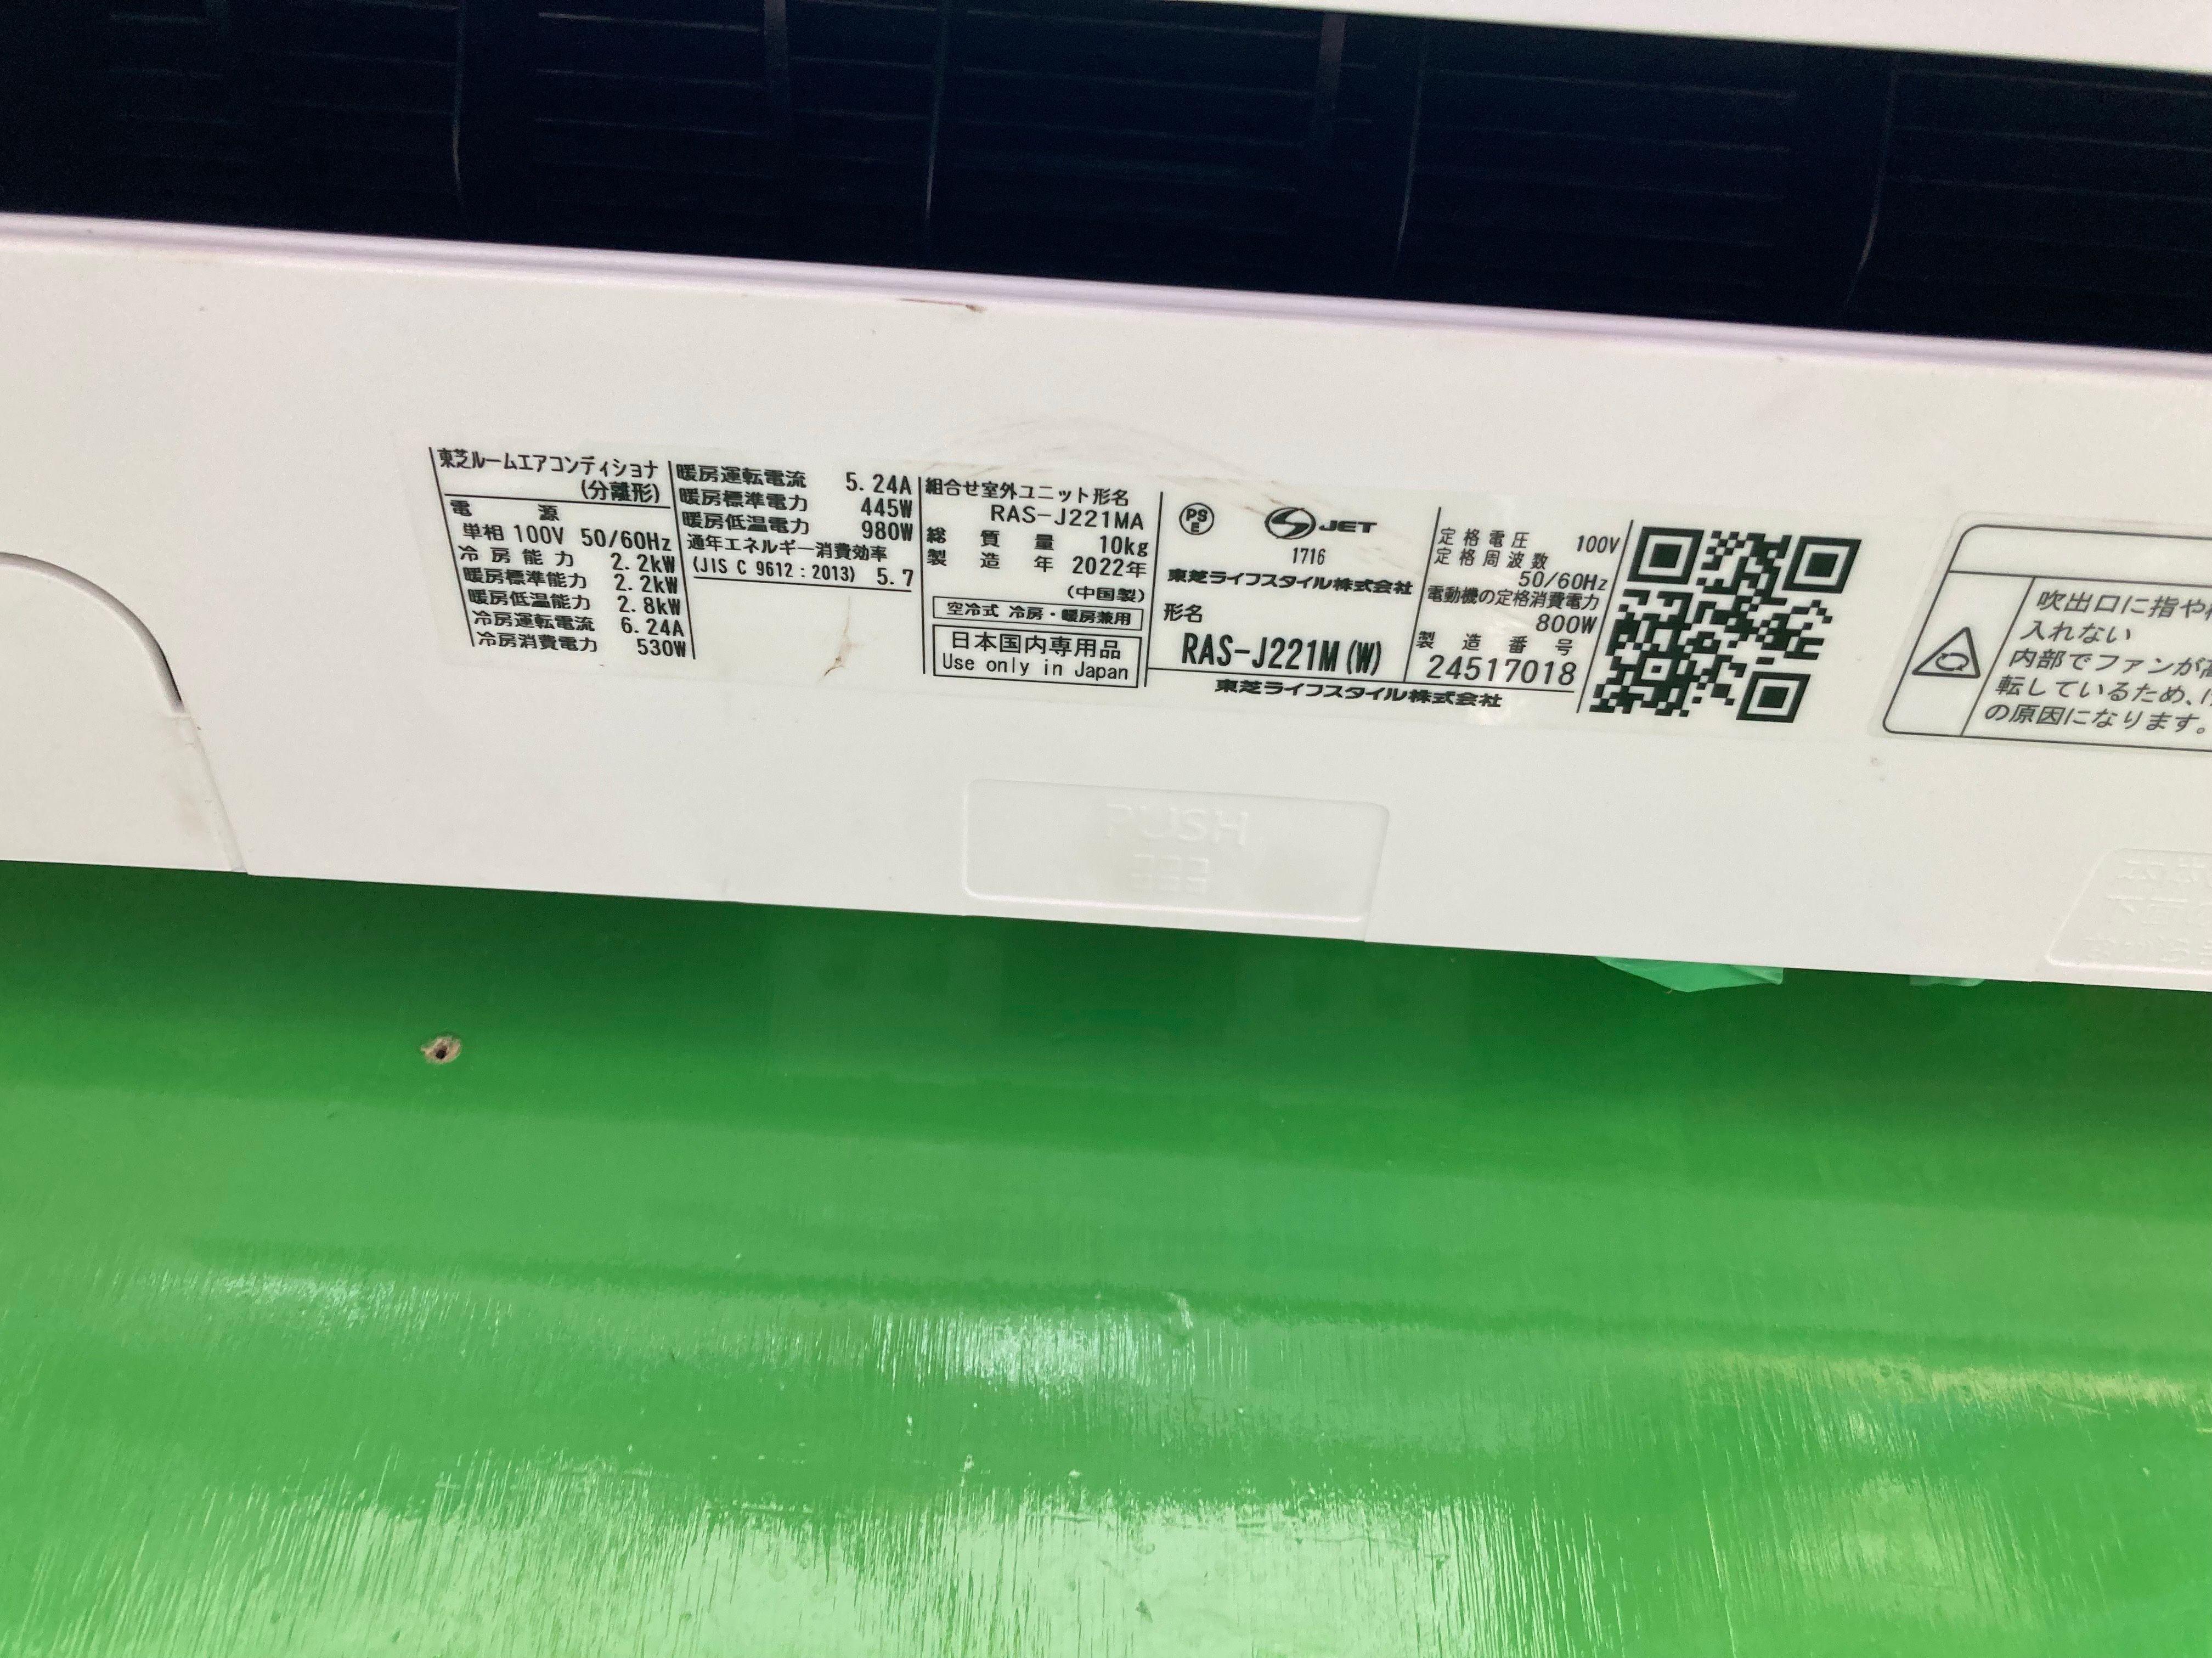 東芝ルームエアコンディショナ
(分離形)
電 源
単相 100V 50/60Hz
冷房能力 2.2kW
暖房標準能力 2.2kW
暖房低温能力 2.8kW
冷房運転電流 6.24A
冷房消費電力 530W
暖房運転電流 5.24A
暖房標準電力 445W
暖房低温電力 980W
通年エネルギー消費効率
(JIS C 9612:2013) 5.7
組合せ室外ユニット形名
RAS-J221MA
総質量 10kg
製造年 2022年
(中国製)
空冷式 冷房・暖房兼用
日本国内専用品
Use only in Japan
PS
E
JET
1716
東芝ライフスタイル株式会社
形名
RAS-J221M(W)
定格電圧 100V
定格周波数
50/60Hz
電動機の定格消費電力
800W
製造番号
24517018
東芝ライフスタイル株式会社
吹出口に指や
入れない
内部でファンが
転しているため、
の原因になります。
PUSH
下面